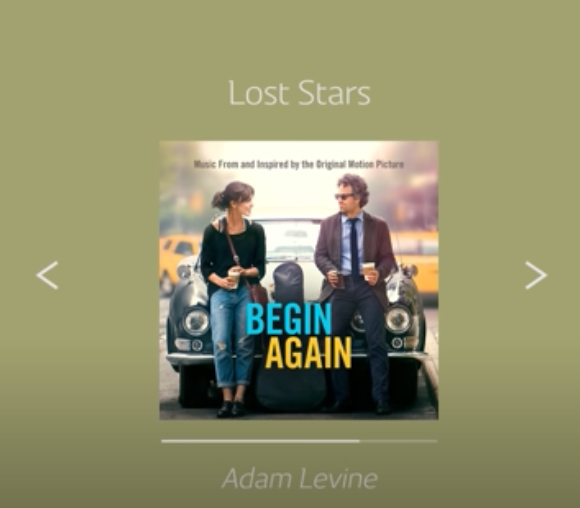 Lost Stars
Music From and Inspired by the Original Motion Picture
BEGIN
AGAIN
Adam Levine